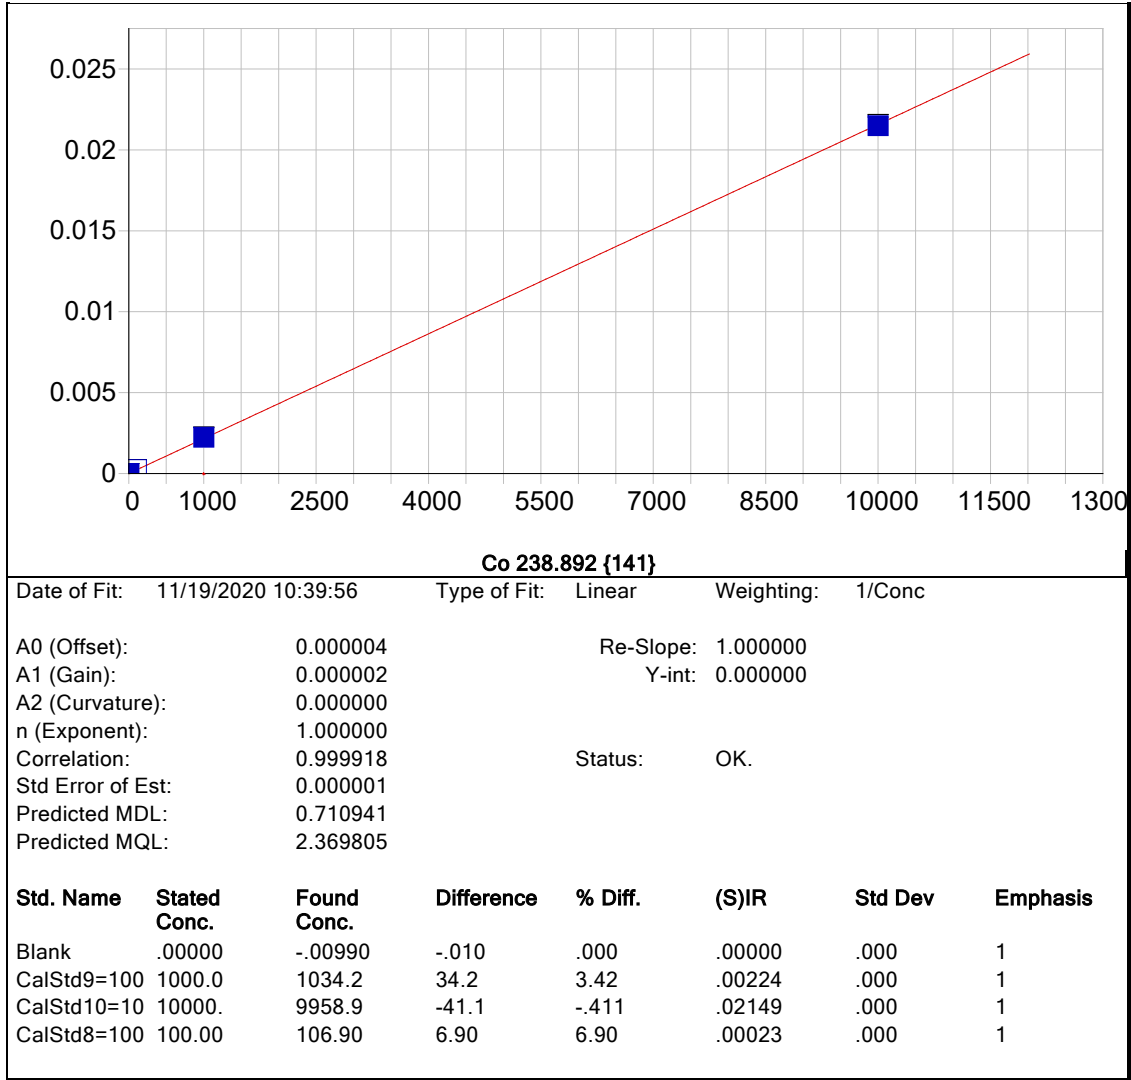 0.025
0.02
0.015
0.01
0.005
0
0 1000 2500 4000 5500 7000 8500 10000 11500 1300
Co 238.892 {141}
Date of Fit: 11/19/2020 10:39:56 Type of Fit: Linear Weighting: 1/Conc
A0 (Offset): 0.000004 Re-Slope: 1.000000
A1 (Gain): 0.000002 Y-int: 0.000000
A2 (Curvature): 0.000000
n (Exponent): 1.000000
Correlation: 0.999918 Status: OK.
Std Error of Est: 0.000001
Predicted MDL: 0.710941
Predicted MQL: 2.369805
Std. Name Stated Found Difference % Diff. (S)IR Std Dev Emphasis
Conc. Conc.
Blank .00000 -.00990 -.010 .000 .00000 .000 1
CalStd9=100 1000.0 1034.2 34.2 3.42 .00224 .000 1
CalStd10=10 10000. 9958.9 -41.1 -.411 .02149 .000 1
CalStd8=100 100.00 106.90 6.90 6.90 .00023 .000 1